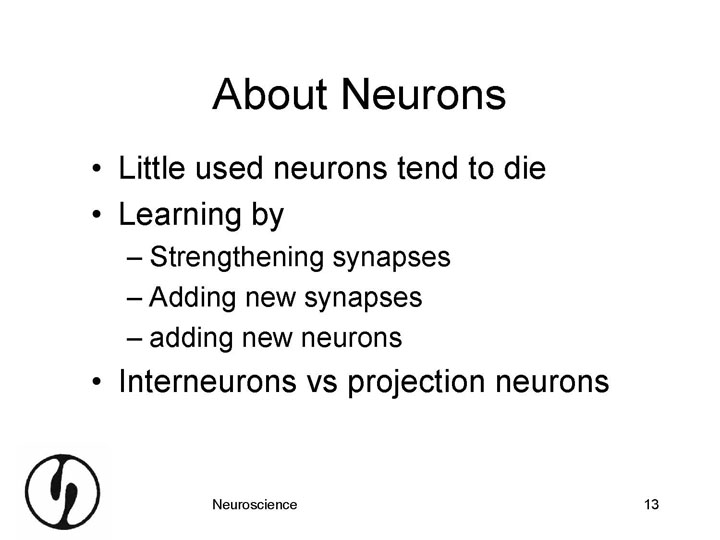 About Neurons
• Little used neurons tend to die
• Learning by
– Strengthening synapses
– Adding new synapses
– adding new neurons
• Interneurons vs projection neurons
Neuroscience
13